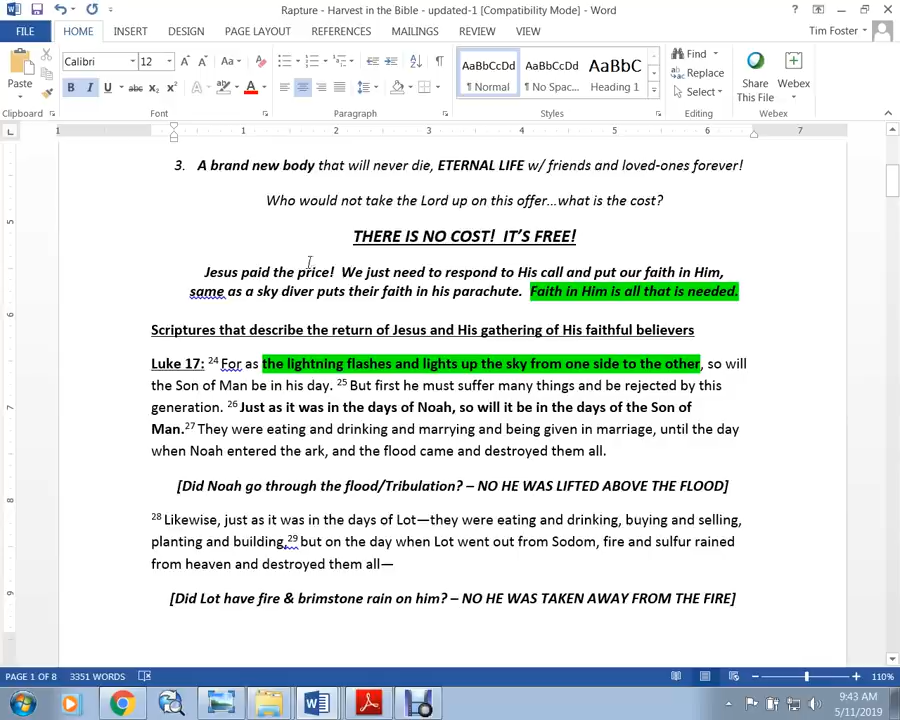 Rapture - Harvest in the Bible - updated-1 [Compatibility Mode] - Word
FILE HOME INSERT DESIGN PAGE LAYOUT REFERENCES MAILINGS REVIEW VIEW Tim Foster
Calibri 12 Aa Find
AaBbCcDd AaBbCcDd AaBbC Replace
Paste B I U abc x₂ x² A A ¶ Normal ¶ No Spac... Heading 1 Select Share This File Webex
Clipboard Font Paragraph Styles Editing Webex
3. A brand new body that will never die, ETERNAL LIFE w/ friends and loved-ones forever!
Who would not take the Lord up on this offer...what is the cost?
THERE IS NO COST! IT'S FREE!
Jesus paid the price! We just need to respond to His call and put our faith in Him,
same as a sky diver puts their faith in his parachute. Faith in Him is all that is needed.
Scriptures that describe the return of Jesus and His gathering of His faithful believers
Luke 17: 24 For as the lightning flashes and lights up the sky from one side to the other, so will
the Son of Man be in his day. 25 But first he must suffer many things and be rejected by this
generation. 26 Just as it was in the days of Noah, so will it be in the days of the Son of
Man.27 They were eating and drinking and marrying and being given in marriage, until the day
when Noah entered the ark, and the flood came and destroyed them all.
[Did Noah go through the flood/Tribulation? – NO HE WAS LIFTED ABOVE THE FLOOD]
28 Likewise, just as it was in the days of Lot—they were eating and drinking, buying and selling,
planting and building,29 but on the day when Lot went out from Sodom, fire and sulfur rained
from heaven and destroyed them all—
[Did Lot have fire & brimstone rain on him? – NO HE WAS TAKEN AWAY FROM THE FIRE]
PAGE 1 OF 8 3351 WORDS 110%
9:43 AM
5/11/2019